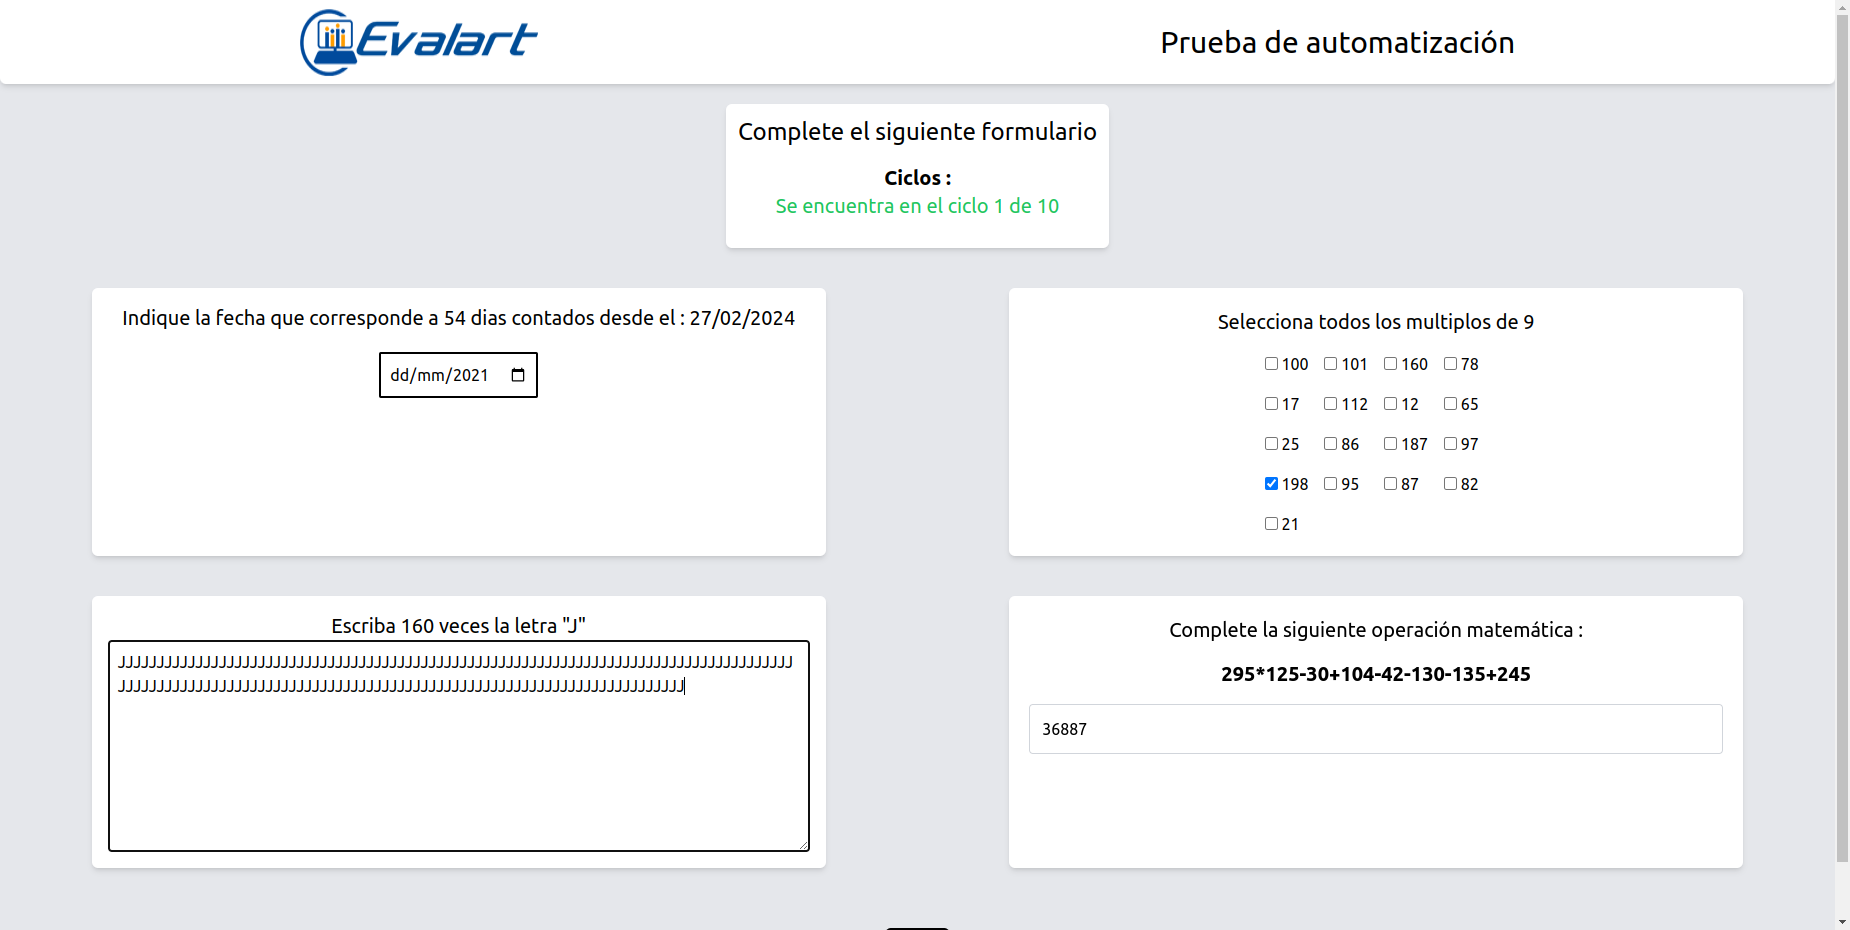 Evalart
Prueba de automatización
Complete el siguiente formulario
Ciclos :
Se encuentra en el ciclo 1 de 10
Indique la fecha que corresponde a 54 dias contados desde el : 27/02/2024
dd/mm/2021
Selecciona todos los multiplos de 9
100 101 160 78
17 112 12 65
25 86 187 97
198 95 87 82
21
Escriba 160 veces la letra "J"
JJJJJJJJJJJJJJJJJJJJJJJJJJJJJJJJJJJJJJJJJJJJJJJJJJJJJJJJJJJJJJJJJJJJJJJJJJJJJJJJJJJJJJJ
JJJJJJJJJJJJJJJJJJJJJJJJJJJJJJJJJJJJJJJJJJJJJJJJJJJJJJJJJJJJJJJJJJJJJJJJJ
Complete la siguiente operación matemática :
295*125-30+104-42-130-135+245
36887